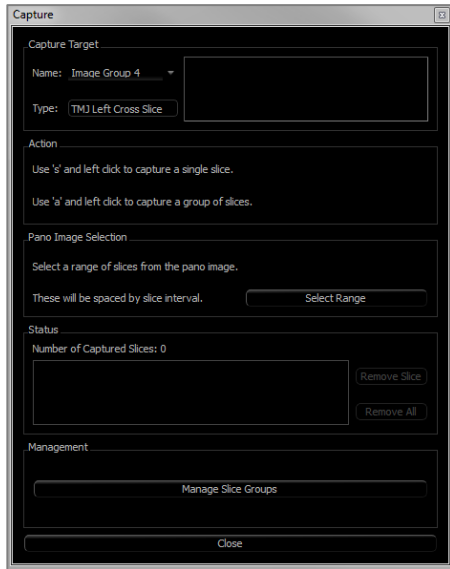 Capture
Capture Target
Name: Image Group 4
Type: TMJ Left Cross Slice
Action
Use 's' and left click to capture a single slice.
Use 'a' and left click to capture a group of slices.
Pano Image Selection
Select a range of slices from the pano image.
These will be spaced by slice interval. Select Range
Status
Number of Captured Slices: 0
Remove Slice
Remove All
Management
Manage Slice Groups
Close